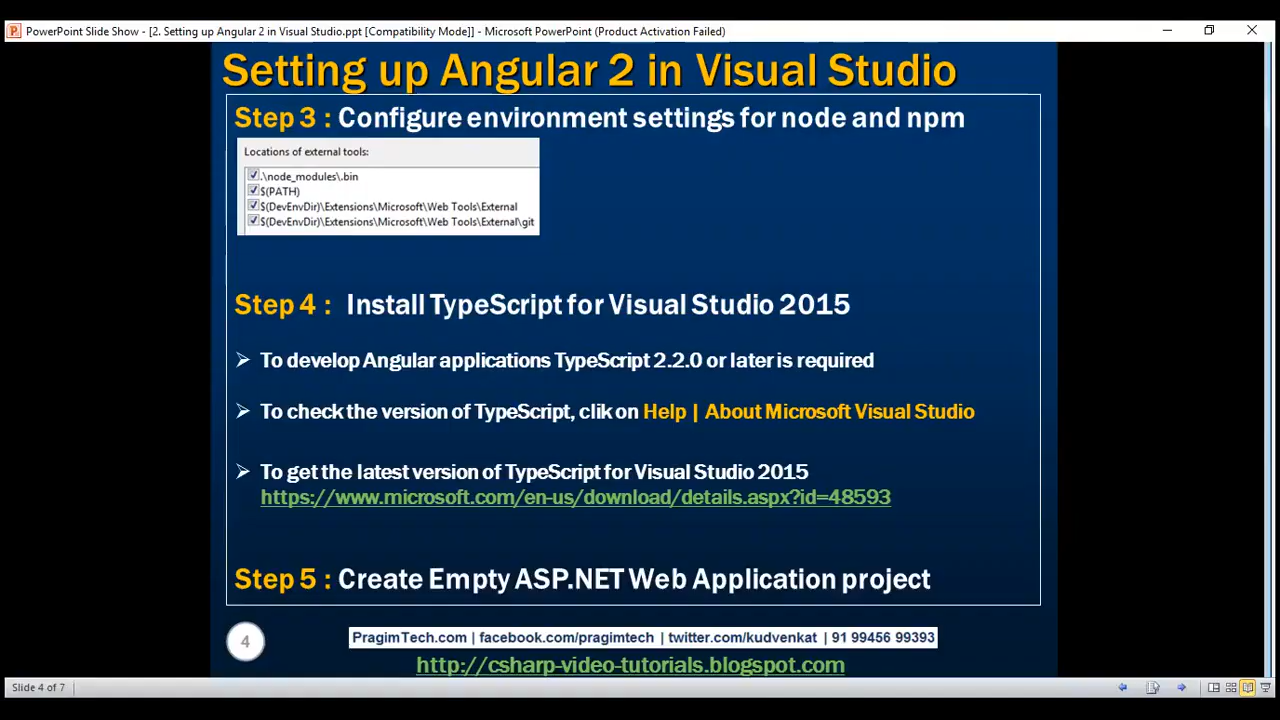 PowerPoint Slide Show - [2. Setting up Angular 2 in Visual Studio.ppt [Compatibility Mode]] - Microsoft PowerPoint (Product Activation Failed)
Setting up Angular 2 in Visual Studio
Step 3 : Configure environment settings for node and npm
Locations of external tools:
.\node_modules\.bin
$(PATH)
$(DevEnvDir)\Extensions\Microsoft\Web Tools\External
$(DevEnvDir)\Extensions\Microsoft\Web Tools\External\git
Step 4 : Install TypeScript for Visual Studio 2015
To develop Angular applications TypeScript 2.2.0 or later is required
To check the version of TypeScript, clik on Help | About Microsoft Visual Studio
To get the latest version of TypeScript for Visual Studio 2015
https://www.microsoft.com/en-us/download/details.aspx?id=48593
Step 5 : Create Empty ASP.NET Web Application project
4
PragimTech.com | facebook.com/pragimtech | twitter.com/kudvenkat | 91 99456 99393
http://csharp-video-tutorials.blogspot.com
Slide 4 of 7